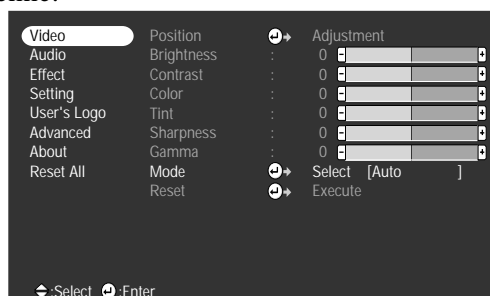 Video Position Adjustment
Audio Brightness : 0 - +
Effect Contrast : 0 - +
Setting Color : 0 - +
User's Logo Tint : 0 - +
Advanced Sharpness : 0 - +
About Gamma : 0 - +
Reset All Mode Select [Auto ]
Reset Execute
:Select :Enter